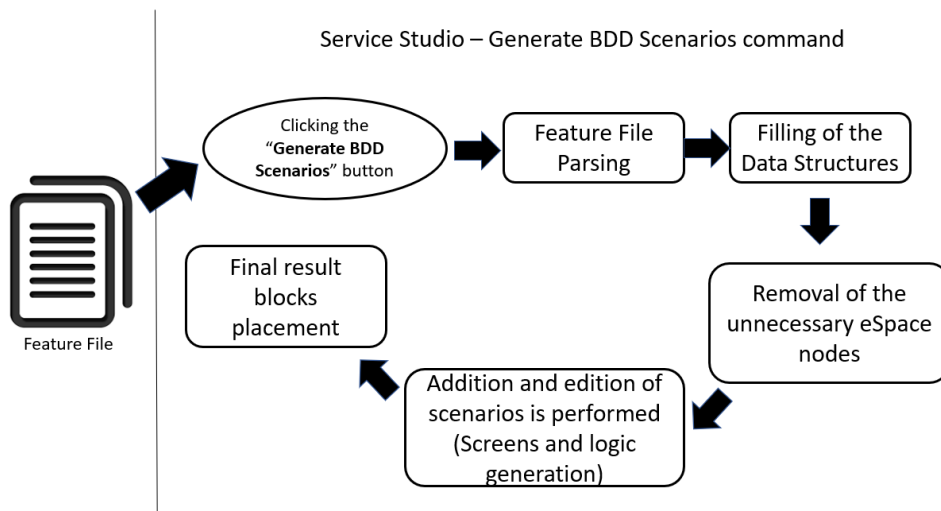 Service Studio – Generate BDD Scenarios command
Clicking the
“Generate BDD
Scenarios” button
Feature File
Parsing
Filling of the
Data Structures
Removal of the
unnecessary eSpace
nodes
Addition and edition of
scenarios is performed
(Screens and logic
generation)
Final result
blocks
placement
Feature File